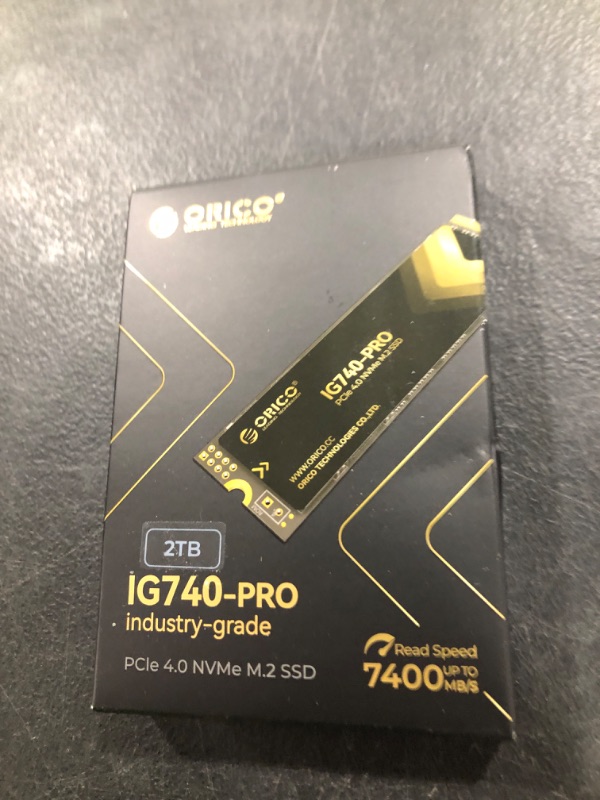 ORICO
IG740-PRO
PCIe 4.0 NVMe M.2 SSD
ORICO
WWW.ORICO.CC
ORICO TECHNOLOGIES CO.,LTD.
2TB
IG740-PRO
industry-grade
PCIe 4.0 NVMe M.2 SSD
Read Speed
7400 UP TO
MB/S